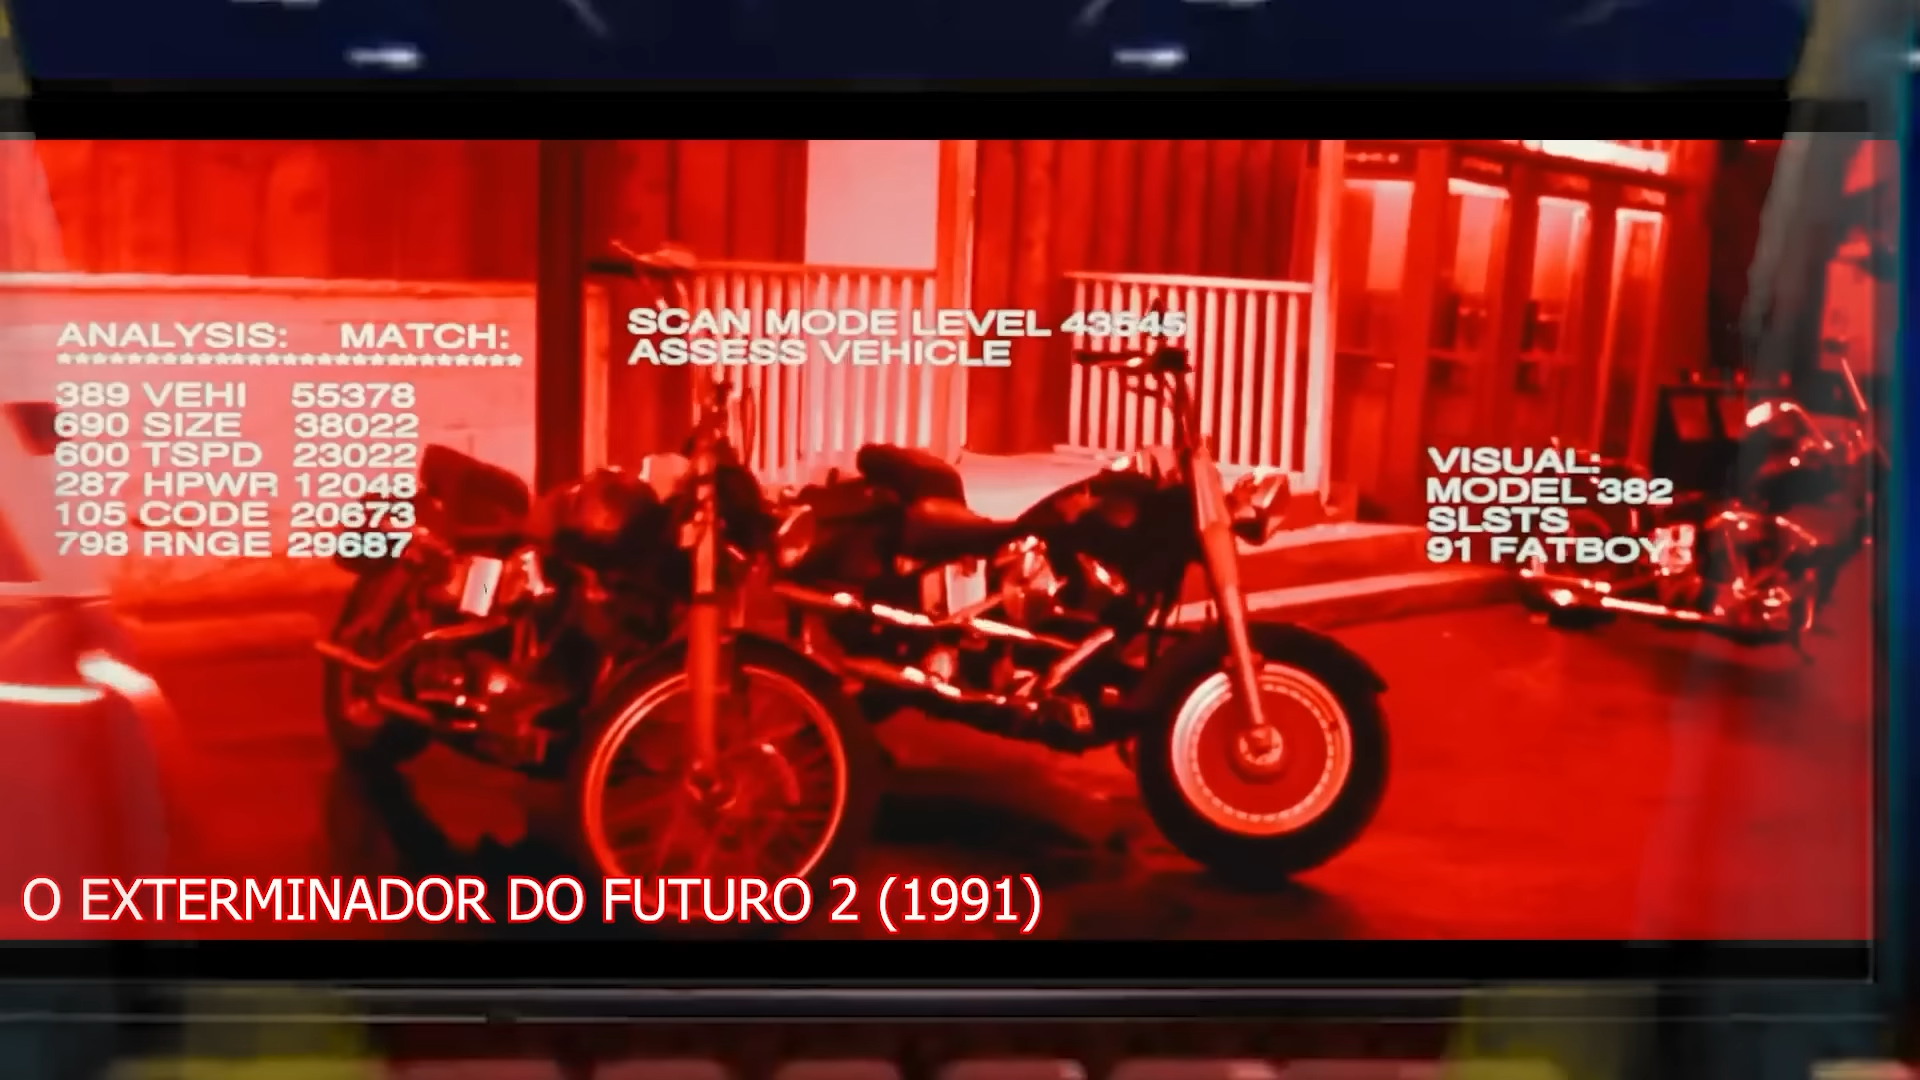 ANALYSIS: MATCH:
*********************************
389 VEHI 55378
690 SIZE 38022
600 TSPD 23022
287 HPWR 12048
105 CODE 20673
798 RNGE 29687
SCAN MODE LEVEL 43545
ASSESS VEHICLE
VISUAL:
MODEL 382
SLSTS
91 FATBOY
O EXTERMINADOR DO FUTURO 2 (1991)